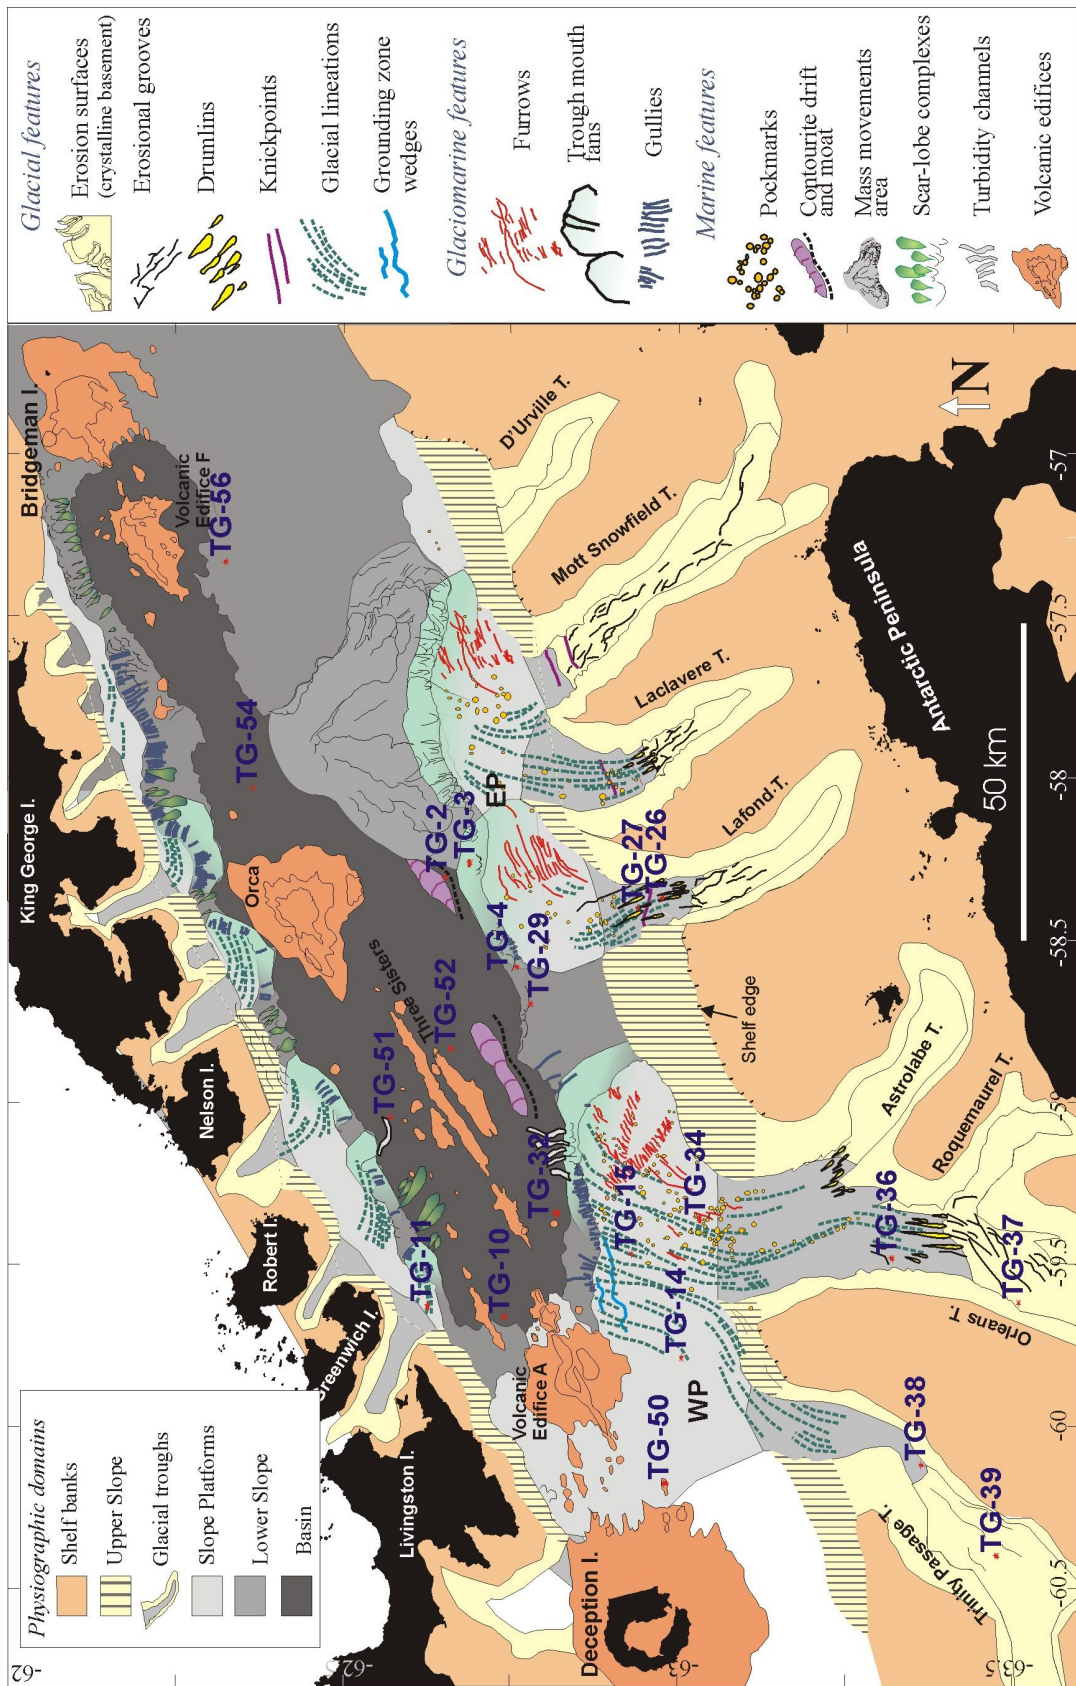 Glacial features
Erosion surfaces
(crystalline basement)
Erosional grooves
Drumlins
Knickpoints
Glacial lineations
Grounding zone
wedges
Glaciomarine features
Furrows
Trough mouth
fans
Gullies
Marine features
Pockmarks
Contourite drift
and moat
Mass movements
area
Scar-lobe complexes
Turbidity channels
Volcanic edifices
Physiographic domains
Shelf banks
Upper Slope
Glacial troughs
Slope Platforms
Lower Slope
Basin
Bridgeman I.
King George I.
Nelson I.
Robert I.
Greenwich I.
Livingston I.
Deception I.
Volcanic
Edifice F
TG-56
TG-54
Orca
Three Sisters
TG-51
TG-52
TG-11
TG-10
TG-32
Volcanic
Edifice A
TG-2
TG-3
TG-4
TG-29
EP
TG-27
TG-26
TG-15
TG-34
TG-14
WP
TG-50
TG-36
TG-37
TG-38
TG-39
D'Urville T.
Mott Snowfield T.
Laclavere T.
Lafond T.
Astrolabe T.
Roquemaurel T.
Orleans T.
Trinity Passage T.
Shelf edge
Antarctic Peninsula
50 km
N
-62
-62.5
-63
-63.5
-60.5
-60
-59.5
-59
-58.5
-58
-57.5
-57